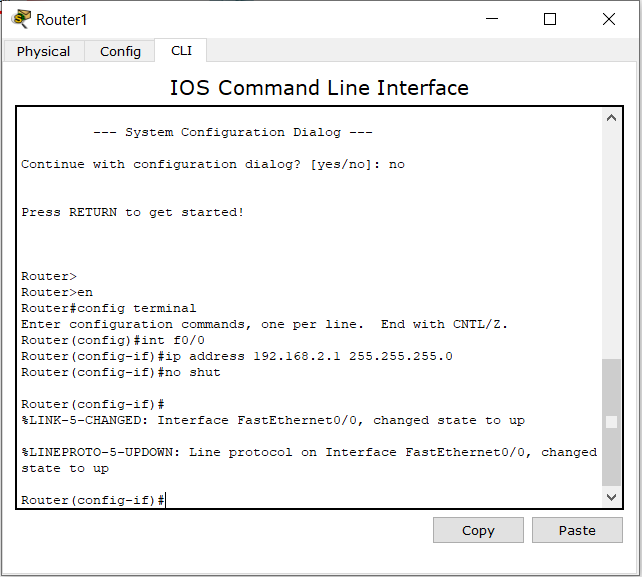 Router1
Physical Config CLI
IOS Command Line Interface
--- System Configuration Dialog ---
Continue with configuration dialog? [yes/no]: no
Press RETURN to get started!
Router>
Router>en
Router#config terminal
Enter configuration commands, one per line.  End with CNTL/Z.
Router(config)#int f0/0
Router(config-if)#ip address 192.168.2.1 255.255.255.0
Router(config-if)#no shut
Router(config-if)#
%LINK-5-CHANGED: Interface FastEthernet0/0, changed state to up
%LINEPROTO-5-UPDOWN: Line protocol on Interface FastEthernet0/0, changed
state to up
Router(config-if)#
Copy Paste